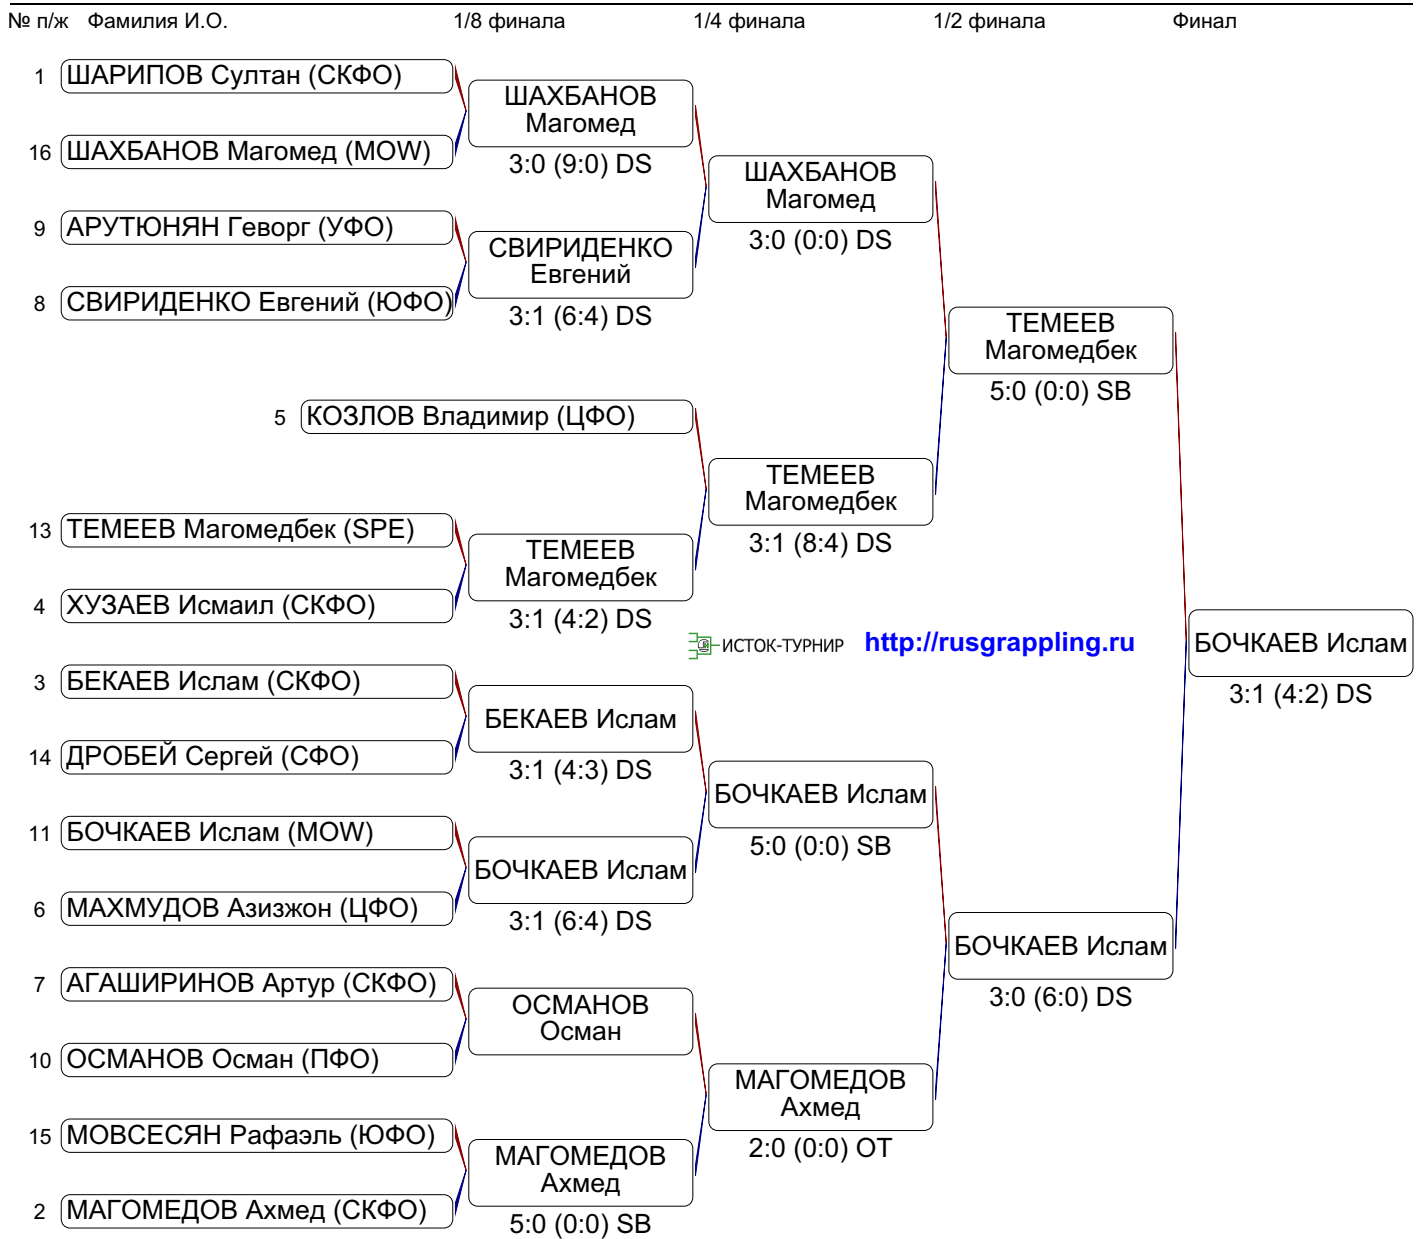 № п/ж Фамилия И.О. 1/8 финала 1/4 финала 1/2 финала Финал
1 ШАРИПОВ Султан (СКФО)
ШАХБАНОВ
Магомед
16 ШАХБАНОВ Магомед (MOW)
3:0 (9:0) DS
ШАХБАНОВ
Магомед
9 АРУТЮНЯН Геворг (УФО)
3:0 (0:0) DS
СВИРИДЕНКО
Евгений
8 СВИРИДЕНКО Евгений (ЮФО)
3:1 (6:4) DS
ТЕМЕЕВ
Магомедбек
5:0 (0:0) SB
5 КОЗЛОВ Владимир (ЦФО)
ТЕМЕЕВ
Магомедбек
13 ТЕМЕЕВ Магомедбек (SPE)
3:1 (8:4) DS
ТЕМЕЕВ
Магомедбек
4 ХУЗАЕВ Исмаил (СКФО)
3:1 (4:2) DS
ИСТОК-ТУРНИР http://rusgrappling.ru
БОЧКАЕВ Ислам
3 БЕКАЕВ Ислам (СКФО)
3:1 (4:2) DS
БЕКАЕВ Ислам
14 ДРОБЕЙ Сергей (СФО)
3:1 (4:3) DS
БОЧКАЕВ Ислам
11 БОЧКАЕВ Ислам (MOW)
5:0 (0:0) SB
БОЧКАЕВ Ислам
6 МАХМУДОВ Азизжон (ЦФО)
3:1 (6:4) DS
БОЧКАЕВ Ислам
7 АГАШИРИНОВ Артур (СКФО)
3:0 (6:0) DS
ОСМАНОВ
Осман
10 ОСМАНОВ Осман (ПФО)
МАГОМЕДОВ
Ахмед
15 МОВСЕСЯН Рафаэль (ЮФО)
2:0 (0:0) OT
МАГОМЕДОВ
Ахмед
2 МАГОМЕДОВ Ахмед (СКФО)
5:0 (0:0) SB